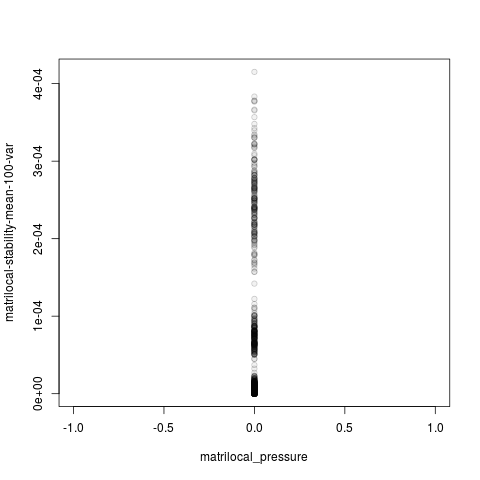 4e-04
3e-04
2e-04
1e-04
0e+00
matrilocal-stability-mean-100-var
-1.0 -0.5 0.0 0.5 1.0
matrilocal_pressure